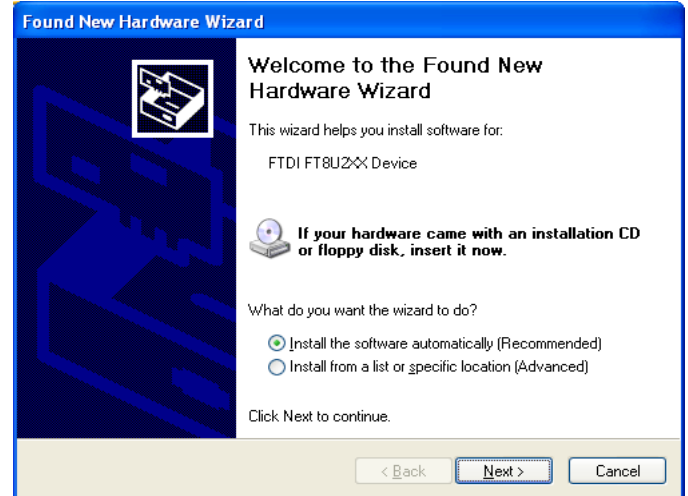 Found New Hardware Wizard
Welcome to the Found New
Hardware Wizard
This wizard helps you install software for:
FTDI FT8U2XX Device
If your hardware came with an installation CD
or floppy disk, insert it now.
What do you want the wizard to do?
Install the software automatically (Recommended)
Install from a list or specific location (Advanced)
Click Next to continue.
< Back
Next >
Cancel